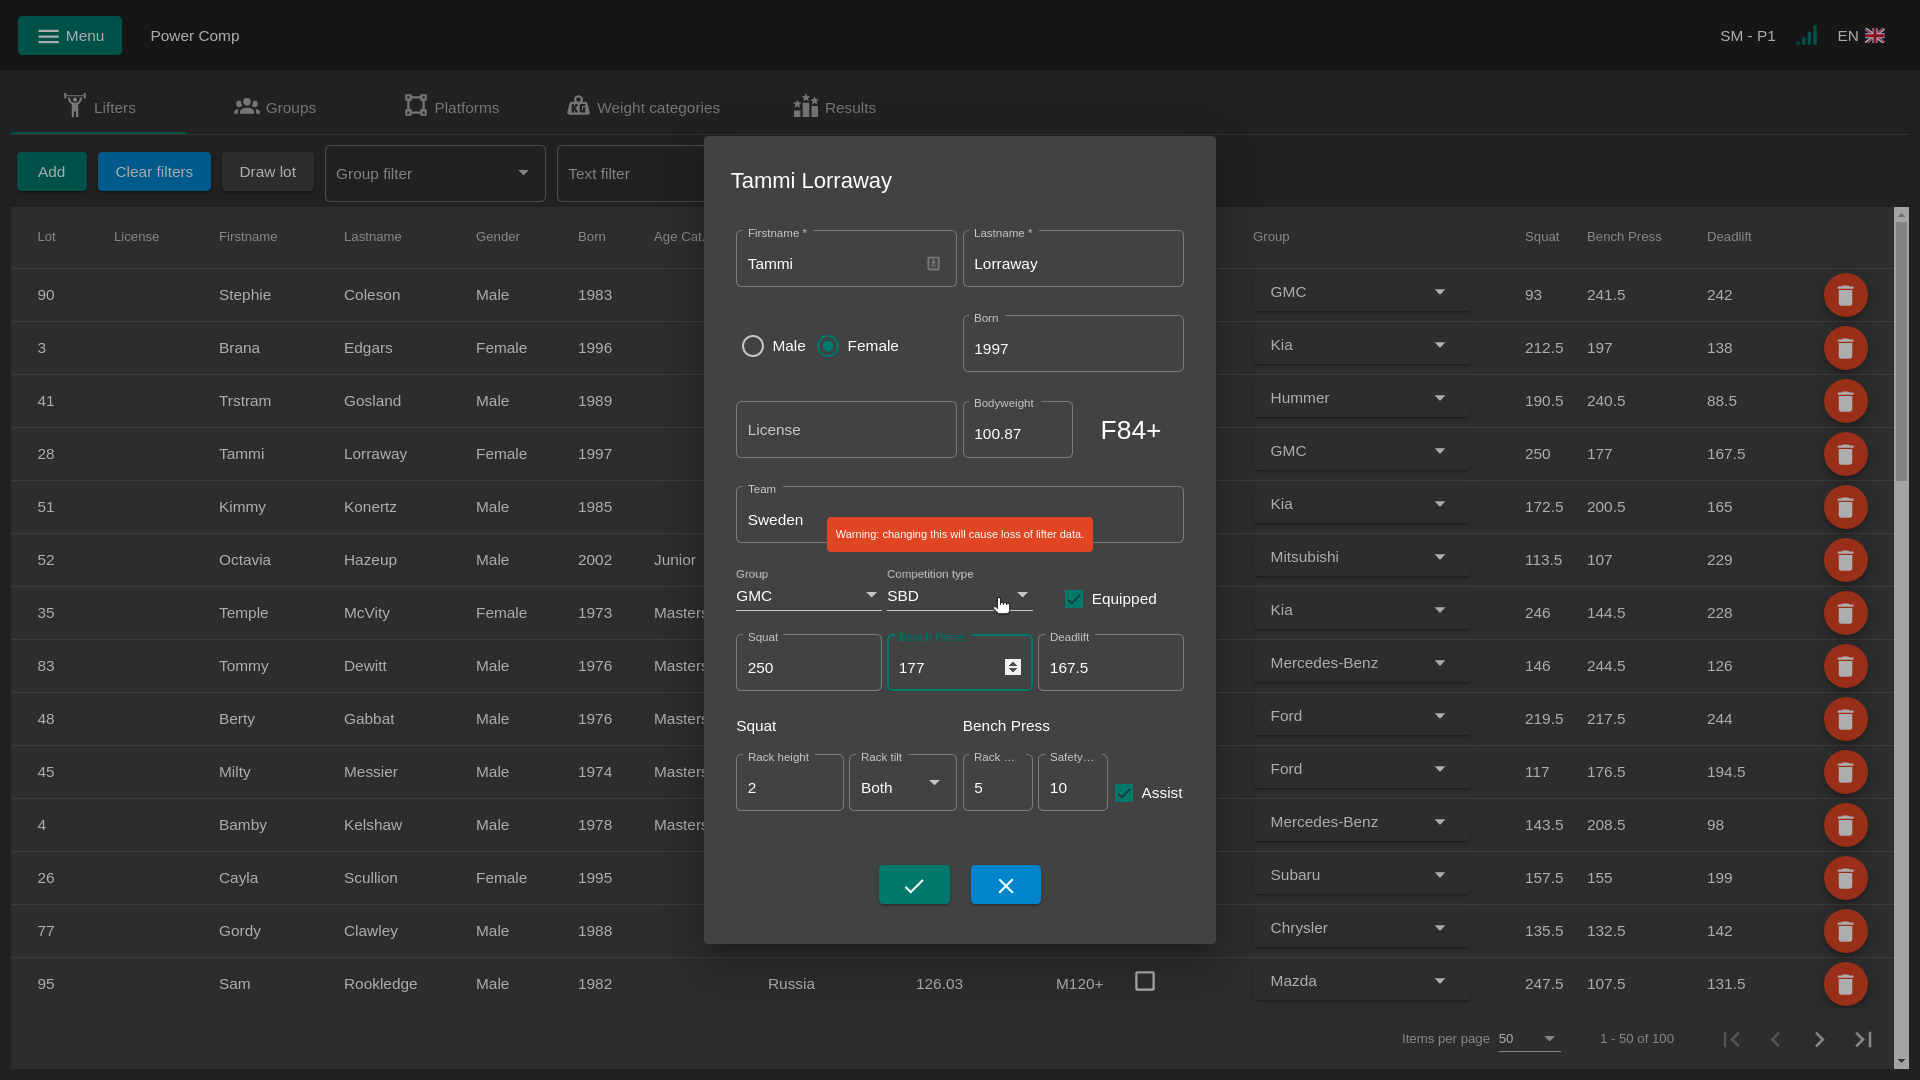 Menu
Power Comp
SM - P1
EN
Lifters
Groups
Platforms
Weight categories
Results
Add
Clear filters
Draw lot
Group filter
Text filter
Lot License Firstname Lastname Gender Born Age Cat. Group Squat Bench Press Deadlift
90 Stephie Coleson Male 1983 GMC 93 241.5 242
3 Brana Edgars Female 1996 Kia 212.5 197 138
41 Trstram Gosland Male 1989 Hummer 190.5 240.5 88.5
28 Tammi Lorraway Female 1997 GMC 250 177 167.5
51 Kimmy Konertz Male 1985 Kia 172.5 200.5 165
52 Octavia Hazeup Male 2002 Junior Mitsubishi 113.5 107 229
35 Temple McVity Female 1973 Masters Kia 246 144.5 228
83 Tommy Dewitt Male 1976 Masters Mercedes-Benz 146 244.5 126
48 Berty Gabbat Male 1976 Masters Ford 219.5 217.5 244
45 Milty Messier Male 1974 Masters Ford 117 176.5 194.5
4 Bamby Kelshaw Male 1978 Masters Mercedes-Benz 143.5 208.5 98
26 Cayla Scullion Female 1995 Subaru 157.5 155 199
77 Gordy Clawley Male 1988 Chrysler 135.5 132.5 142
95 Sam Rookledge Male 1982 Russia 126.03 M120+ Mazda 247.5 107.5 131.5
Items per page 50 1 - 50 of 100
Tammi Lorraway
Firstname * Lastname *
Tammi Lorraway
Male Female
Born
1997
License
Bodyweight
100.87
F84+
Team
Sweden
Warning: changing this will cause loss of lifter data.
Group Competition type
GMC SBD Equipped
Squat Bench Press Deadlift
250 177 167.5
Squat Bench Press
Rack height Rack tilt Rack ... Safety...
2 Both 5 10 Assist